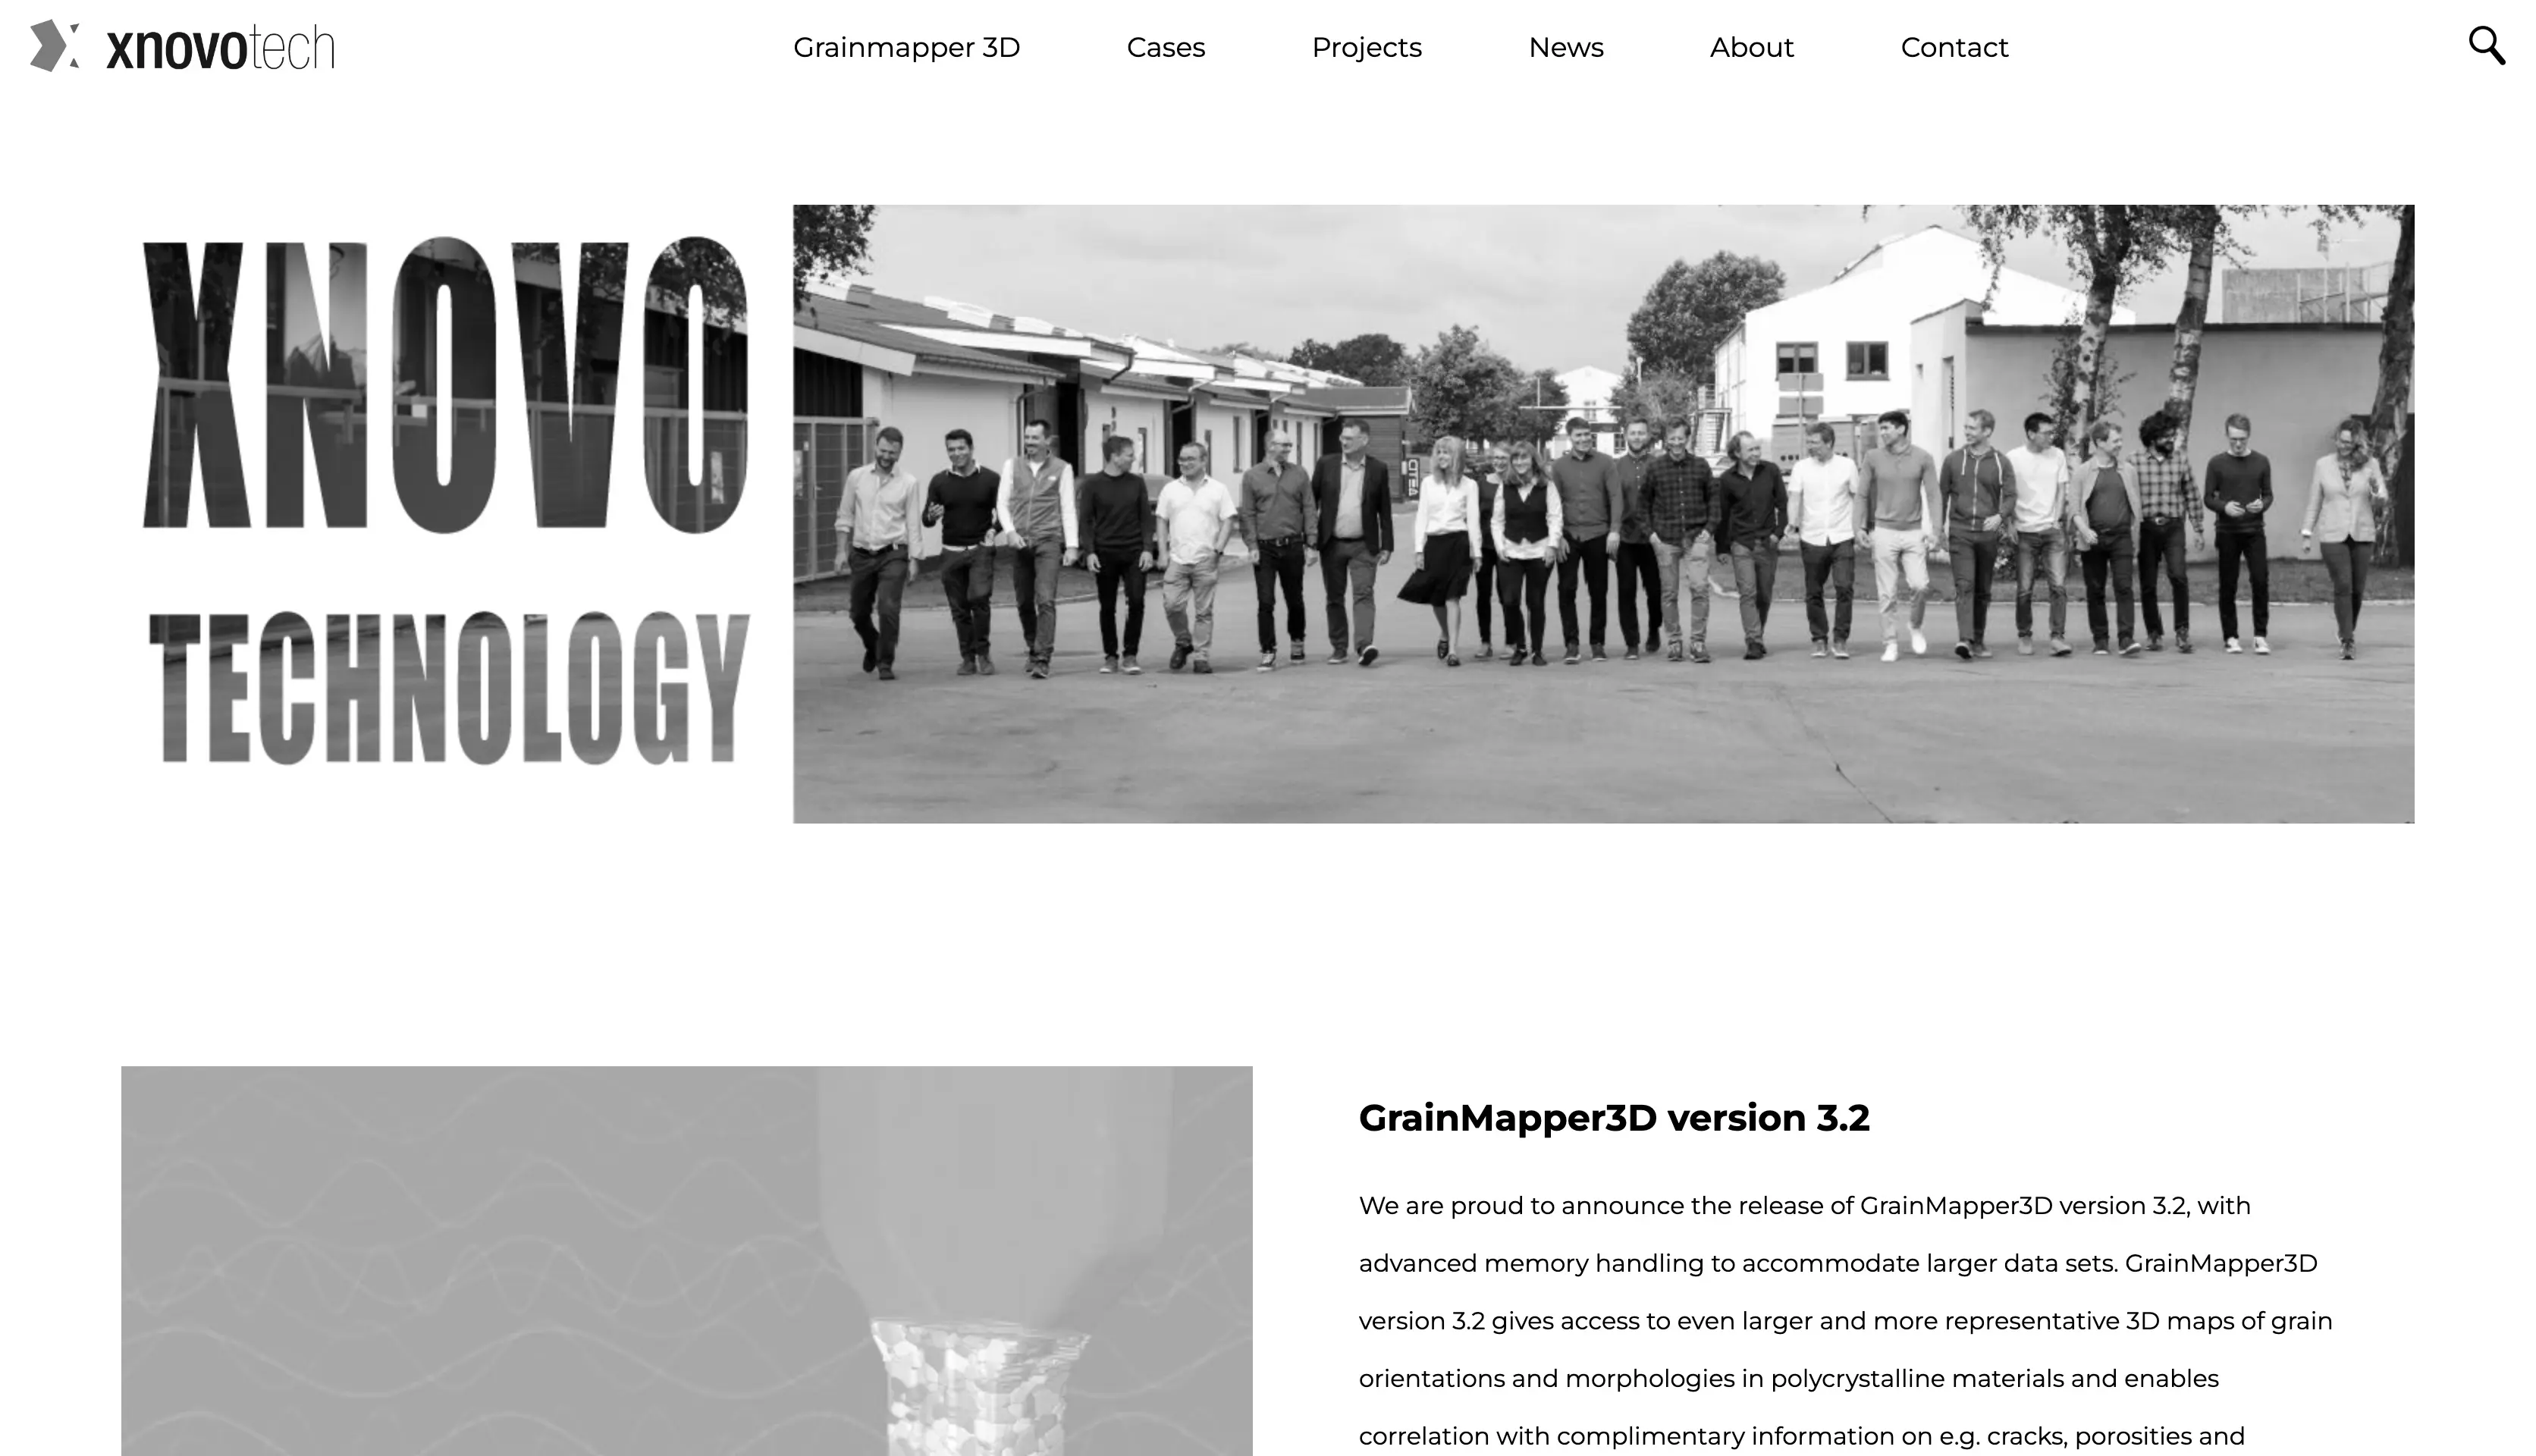 xnovotech
Grainmapper 3D
Cases
Projects
News
About
Contact
XNOVO
TECHNOLOGY
GrainMapper3D version 3.2
We are proud to announce the release of GrainMapper3D version 3.2, with
advanced memory handling to accommodate larger data sets. GrainMapper3D
version 3.2 gives access to even larger and more representative 3D maps of grain
orientations and morphologies in polycrystalline materials and enables
correlation with complimentary information on e.g. cracks, porosities and